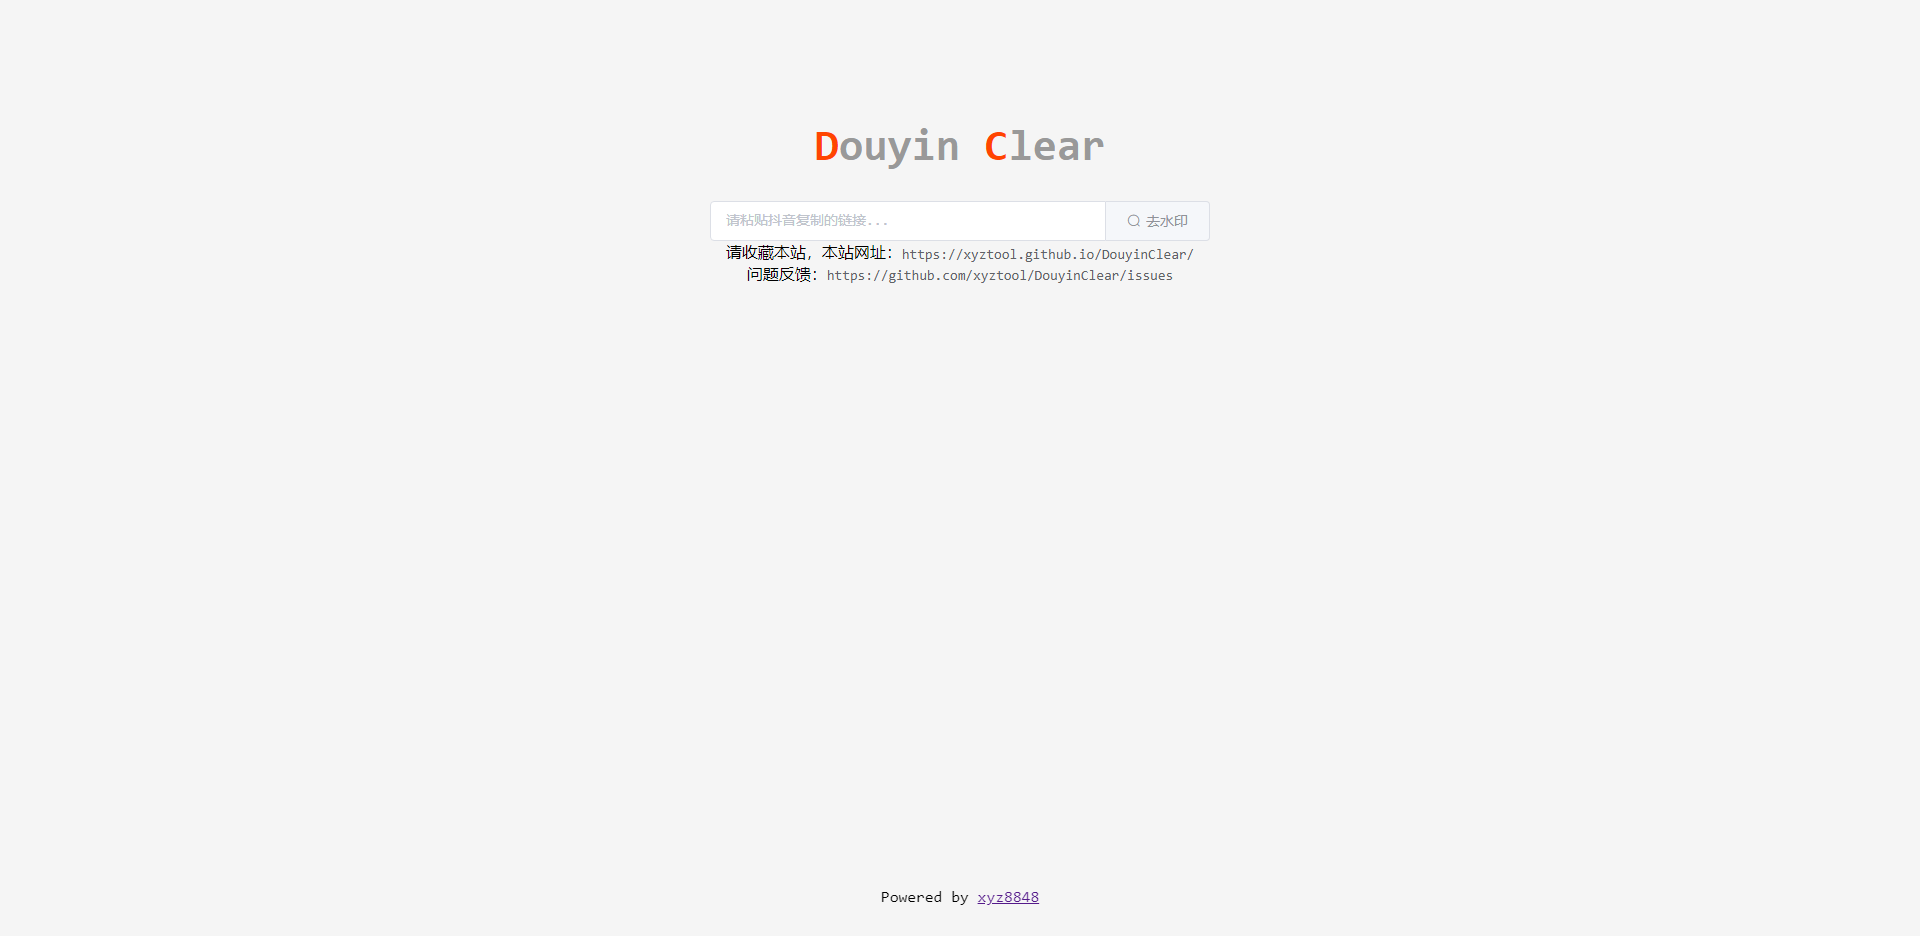 Douyin Clear
请粘贴抖音复制的链接...
去水印
请收藏本站，本站网址：https://xyztool.github.io/DouyinClear/
问题反馈：https://github.com/xyztool/DouyinClear/issues
Powered by xyz8848